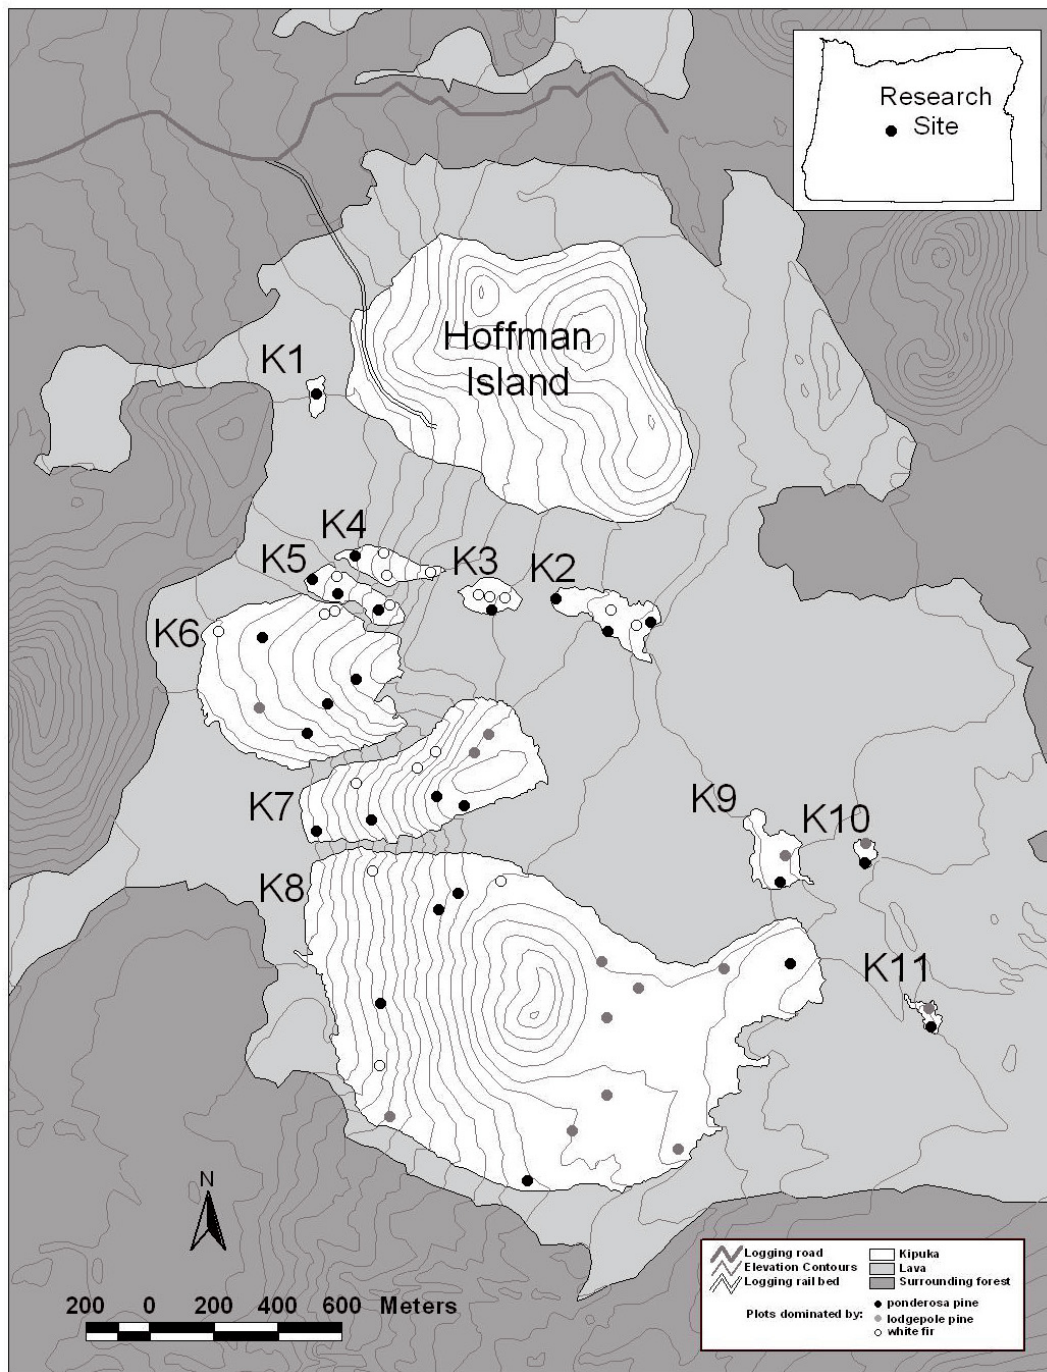 Research
Site
Hoffman
Island
K1
K4
K5
K3
K2
K6
K7
K9
K10
K8
K11
N
200 0 200 400 600 Meters
Logging road
Elevation Contours
Logging rail bed
Kipuka
Lava
Surrounding forest
Plots dominated by:
ponderosa pine
lodgepole pine
white fir